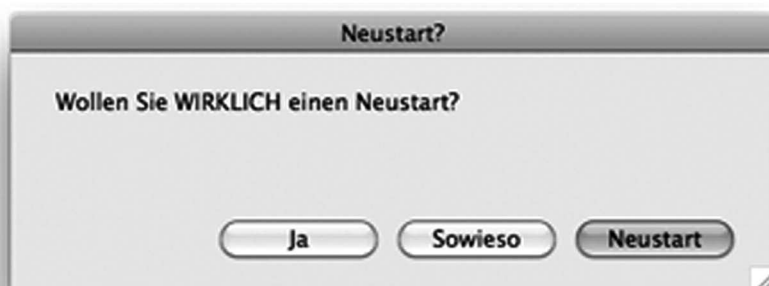 Neustart?
Wollen Sie WIRKLICH einen Neustart?
Ja Sowieso Neustart